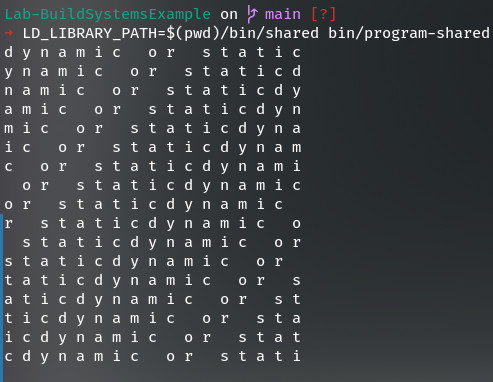 Lab-BuildSystemsExample on  main [?]
➜ LD_LIBRARY_PATH=$(pwd)/bin/shared bin/program-shared
d y n a m i c   o r   s t a t i c
y n a m i c   o r   s t a t i c d
n a m i c   o r   s t a t i c d y
a m i c   o r   s t a t i c d y n
m i c   o r   s t a t i c d y n a
i c   o r   s t a t i c d y n a m
c   o r   s t a t i c d y n a m i
  o r   s t a t i c d y n a m i c
o r   s t a t i c d y n a m i c
r   s t a t i c d y n a m i c   o
  s t a t i c d y n a m i c   o r
s t a t i c d y n a m i c   o r
t a t i c d y n a m i c   o r   s
a t i c d y n a m i c   o r   s t
t i c d y n a m i c   o r   s t a
i c d y n a m i c   o r   s t a t
c d y n a m i c   o r   s t a t i